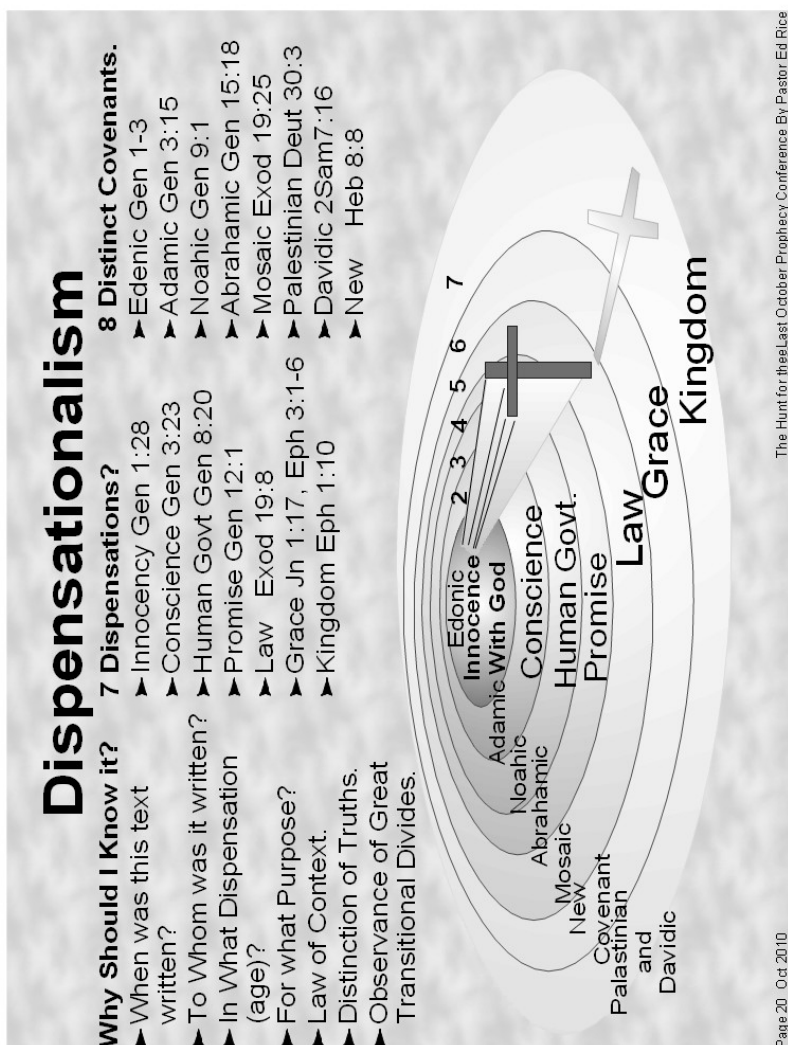 Dispensationalism
Why Should I Know it?
➤When was this text
written?
➤To Whom was it written?
➤In What Dispensation
(age)?
➤For what Purpose?
➤Law of Context.
➤Distinction of Truths.
➤Observance of Great
Transitional Divides.
7 Dispensations?
➤Innocency Gen 1:28
➤Conscience Gen 3:23
➤Human Govt Gen 8:20
➤Promise Gen 12:1
➤Law Exod 19:8
➤Grace Jn 1:17, Eph 3:1-6
➤Kingdom Eph 1:10
8 Distinct Covenants.
➤Edenic Gen 1-3
➤Adamic Gen 3:15
➤Noahic Gen 9:1
➤Abrahamic Gen 15:18
➤Mosaic Exod 19:25
➤Palestinian Deut 30:3
➤Davidic 2Sam7:16
➤New Heb 8:8
Edonic
Innocence
With God
Conscience
Human Govt.
Promise
Law
Grace
Kingdom
2 3 4 5 6 7
Adamic
Noahic
Abrahamic
Mosaic
New
Covenant
Palastinian
and
Davidic
Page 20 Oct 2010
The Hunt for theeLast October Prophecy Conference By Pastor Ed Rice